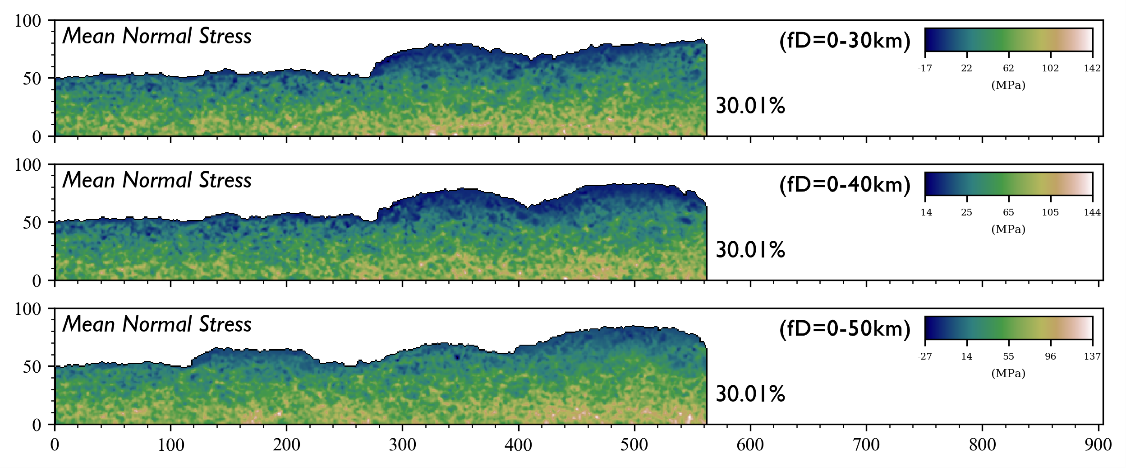 100
50
0
Mean Normal Stress
(fD=0-30km)
-17 22 62 102 142
(MPa)
30.01%
100
50
0
Mean Normal Stress
(fD=0-40km)
14 25 65 105 144
(MPa)
30.01%
100
50
0
Mean Normal Stress
(fD=0-50km)
-27 14 55 96 137
(MPa)
30.01%
0 100 200 300 400 500 600 700 800 900